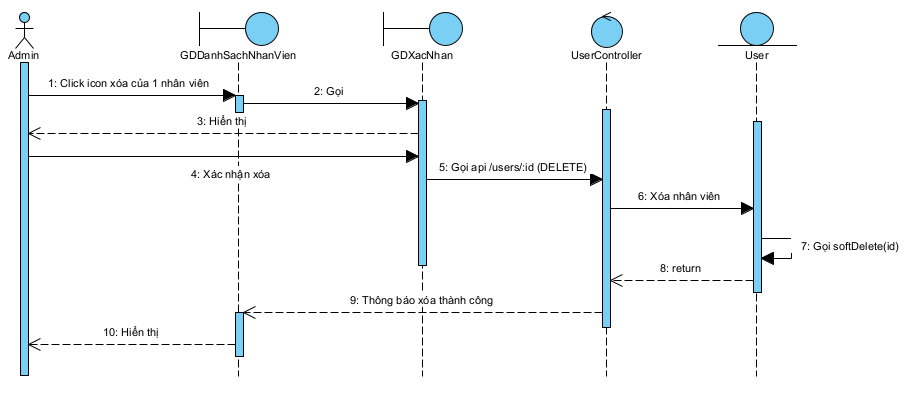 Admin
GDDanhSachNhanVien
GDXacNhan
UserController
User
1: Click icon xóa của 1 nhân viên
2: Gọi
3: Hiển thị
4: Xác nhận xóa
5: Gọi api /users/:id (DELETE)
6: Xóa nhân viên
7: Gọi softDelete(id)
8: return
9: Thông báo xóa thành công
10: Hiển thị